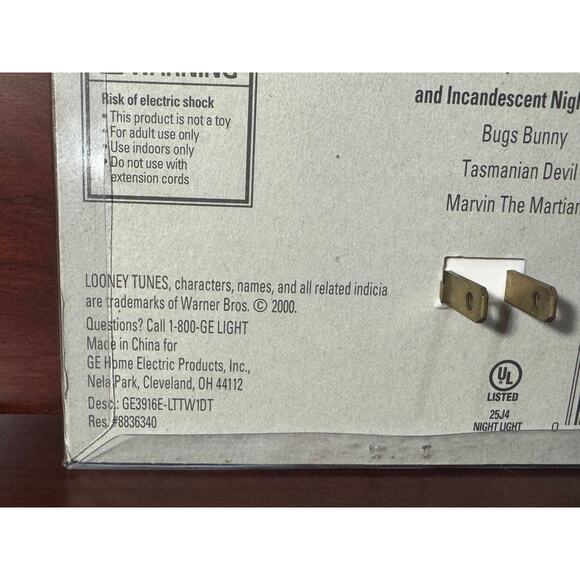 WARNING
Risk of electric shock
• This product is not a toy
• For adult use only
• Use indoors only
• Do not use with
extension cords
and Incandescent Nigh
Bugs Bunny
Tasmanian Devil
Marvin The Martian
LOONEY TUNES, characters, names, and all related indicia
are trademarks of Warner Bros. © 2000.
Questions? Call 1-800-GE LIGHT
Made in China for
GE Home Electric Products, Inc.,
Nela Park, Cleveland, OH 44112
Desc.: GE3916E-LTTW1DT
Res. #8836340
UL
LISTED
25J4
NIGHT LIGHT
0